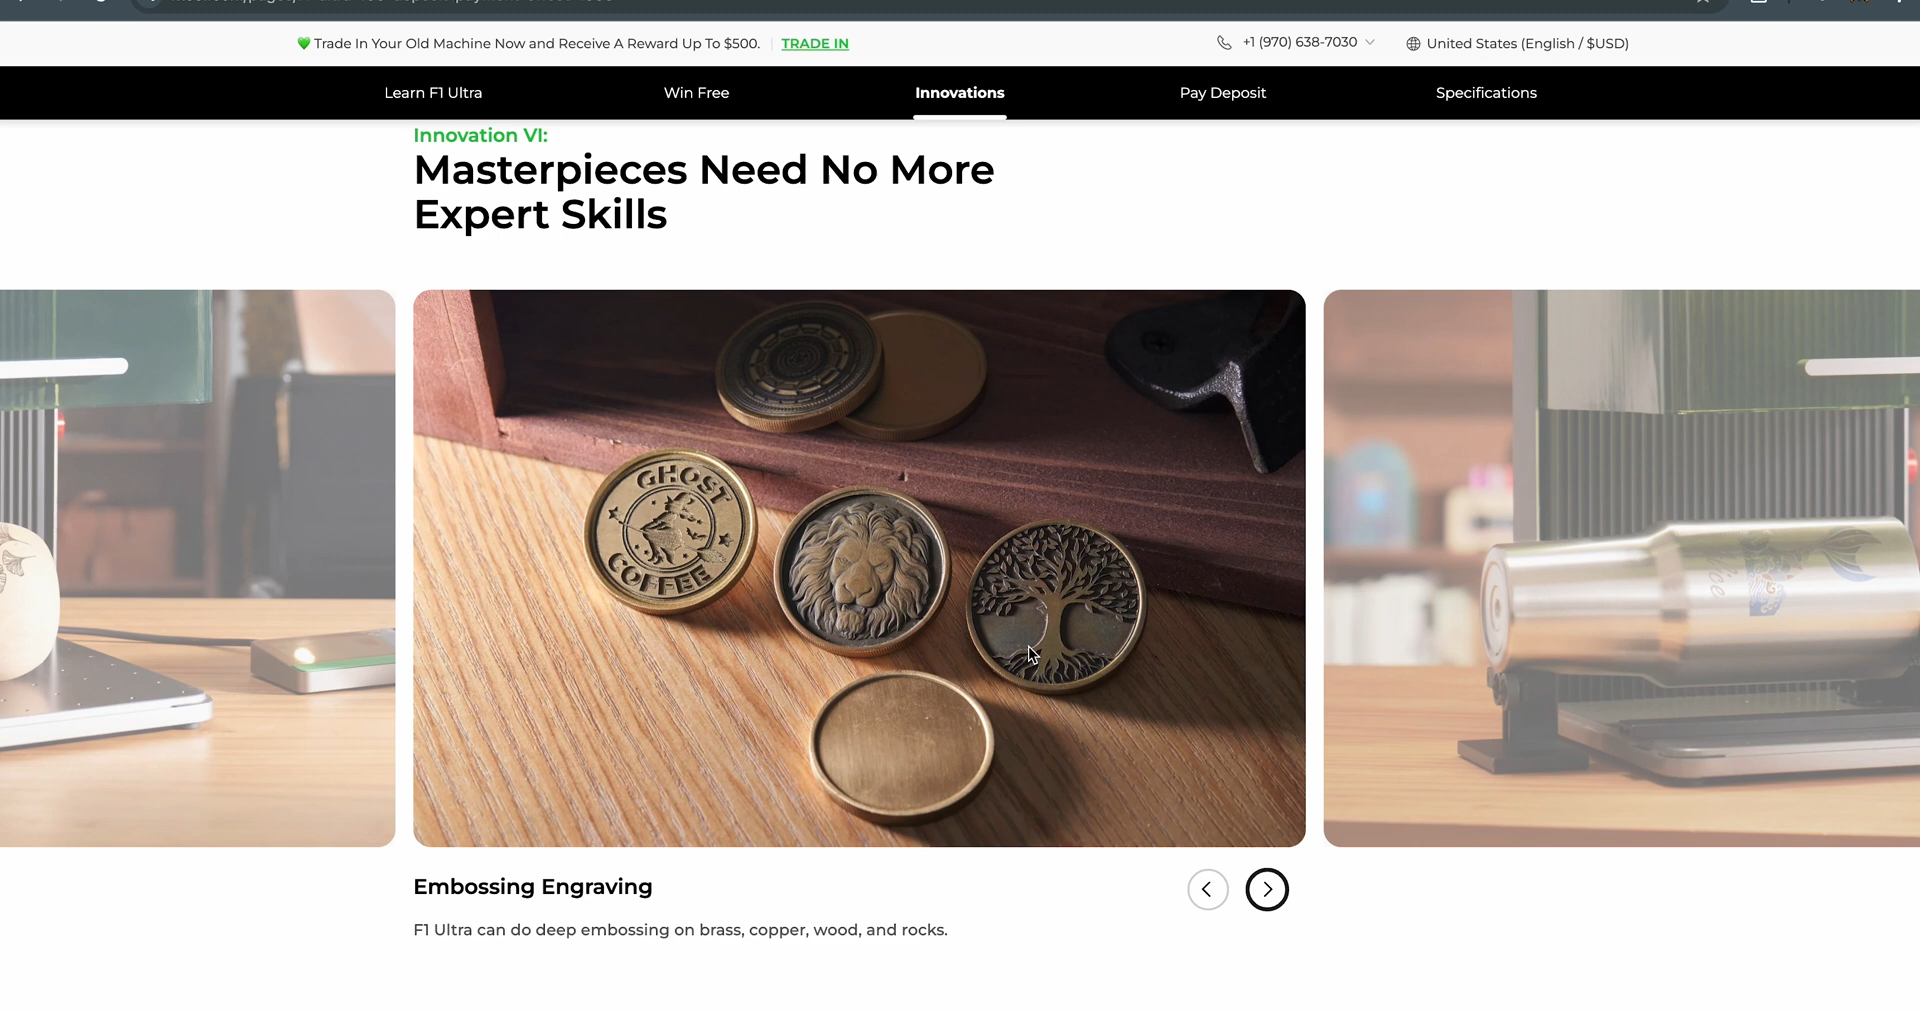 💚 Trade In Your Old Machine Now and Receive A Reward Up To $500. TRADE IN
+1 (970) 638-7030
United States (English / $USD)
Learn F1 Ultra
Win Free
Innovations
Pay Deposit
Specifications
Innovation VI:
Masterpieces Need No More
Expert Skills
GHOST
COFFEE
Embossing Engraving
F1 Ultra can do deep embossing on brass, copper, wood, and rocks.